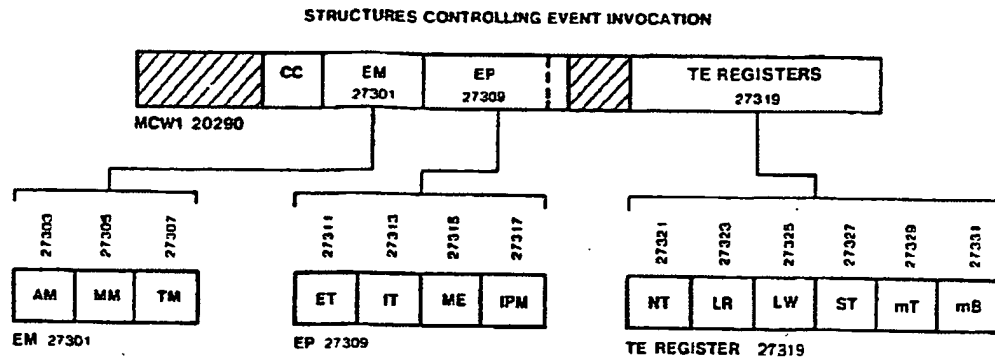 STRUCTURES CONTROLLING EVENT INVOCATION
CC EM EP TE REGISTERS
27301 27309 27319
MCW1 20290
27303 27305 27307 27311 27313 27315 27317 27321 27323 27325 27327 27329 27331
AM MM TM ET IT ME IPM NT LR LW ST mT mB
EM 27301 EP 27309 TE REGISTER 27319